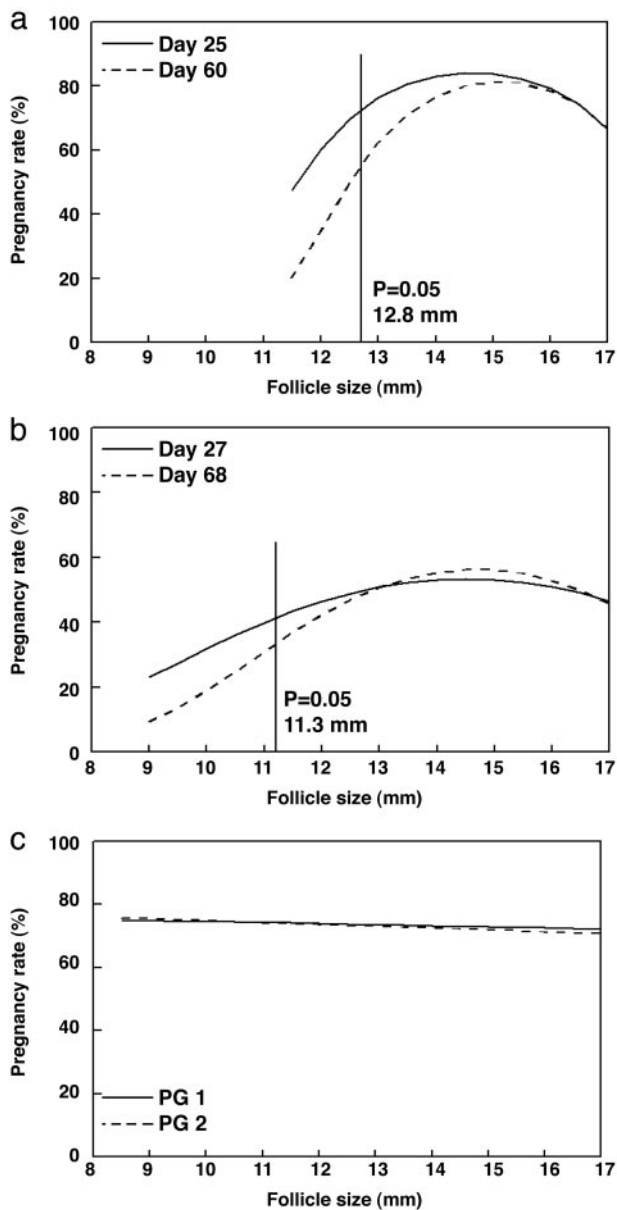 a
Day 25
Day 60
100
80
60
40
20
0
Pregnancy rate (%)
P=0.05
12.8 mm
8 9 10 11 12 13 14 15 16 17
Follicle size (mm)
b
Day 27
Day 68
100
80
60
40
20
0
Pregnancy rate (%)
P=0.05
11.3 mm
8 9 10 11 12 13 14 15 16 17
Follicle size (mm)
c
100
80
60
40
20
0
Pregnancy rate (%)
PG 1
PG 2
8 9 10 11 12 13 14 15 16 17
Follicle size (mm)